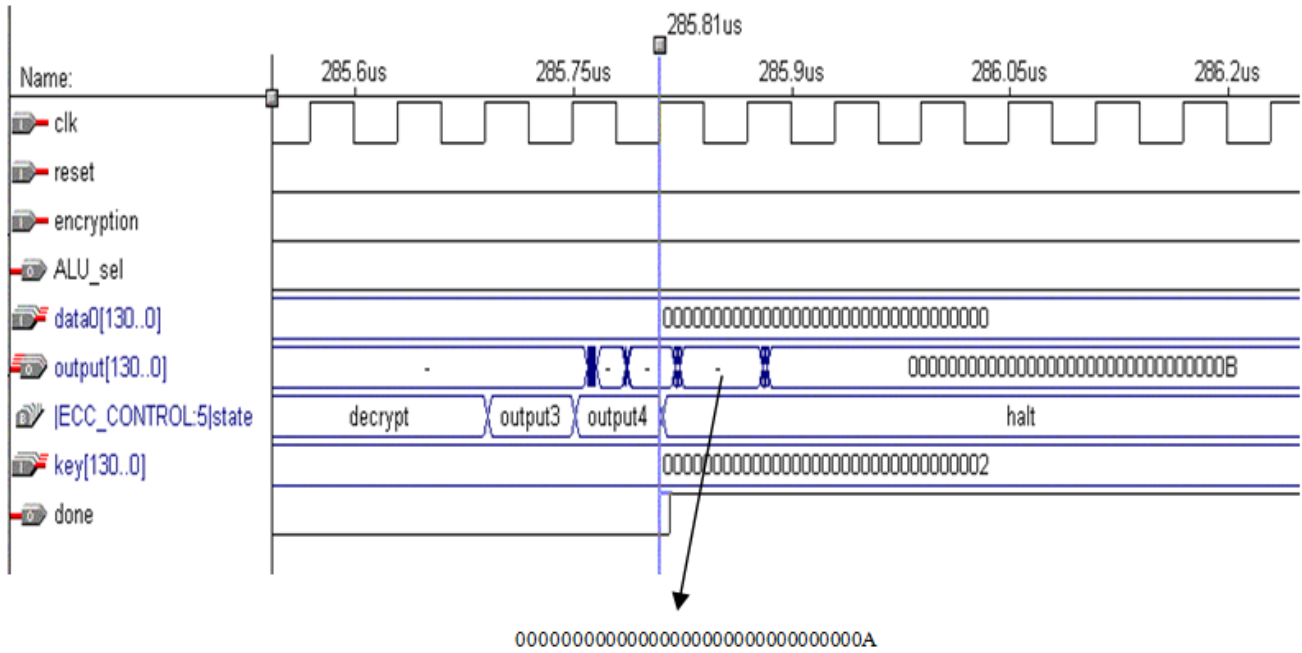 285.81us
Name:
285.6us 285.75us 285.9us 286.05us 286.2us
clk
reset
encryption
ALU_sel
data0[130..0] 000000000000000000000000000000000
output[130..0] - - - - 00000000000000000000000000000000B
|ECC_CONTROL:5|state decrypt output3 output4 halt
key[130..0] 000000000000000000000000000000002
done
00000000000000000000000000000000A